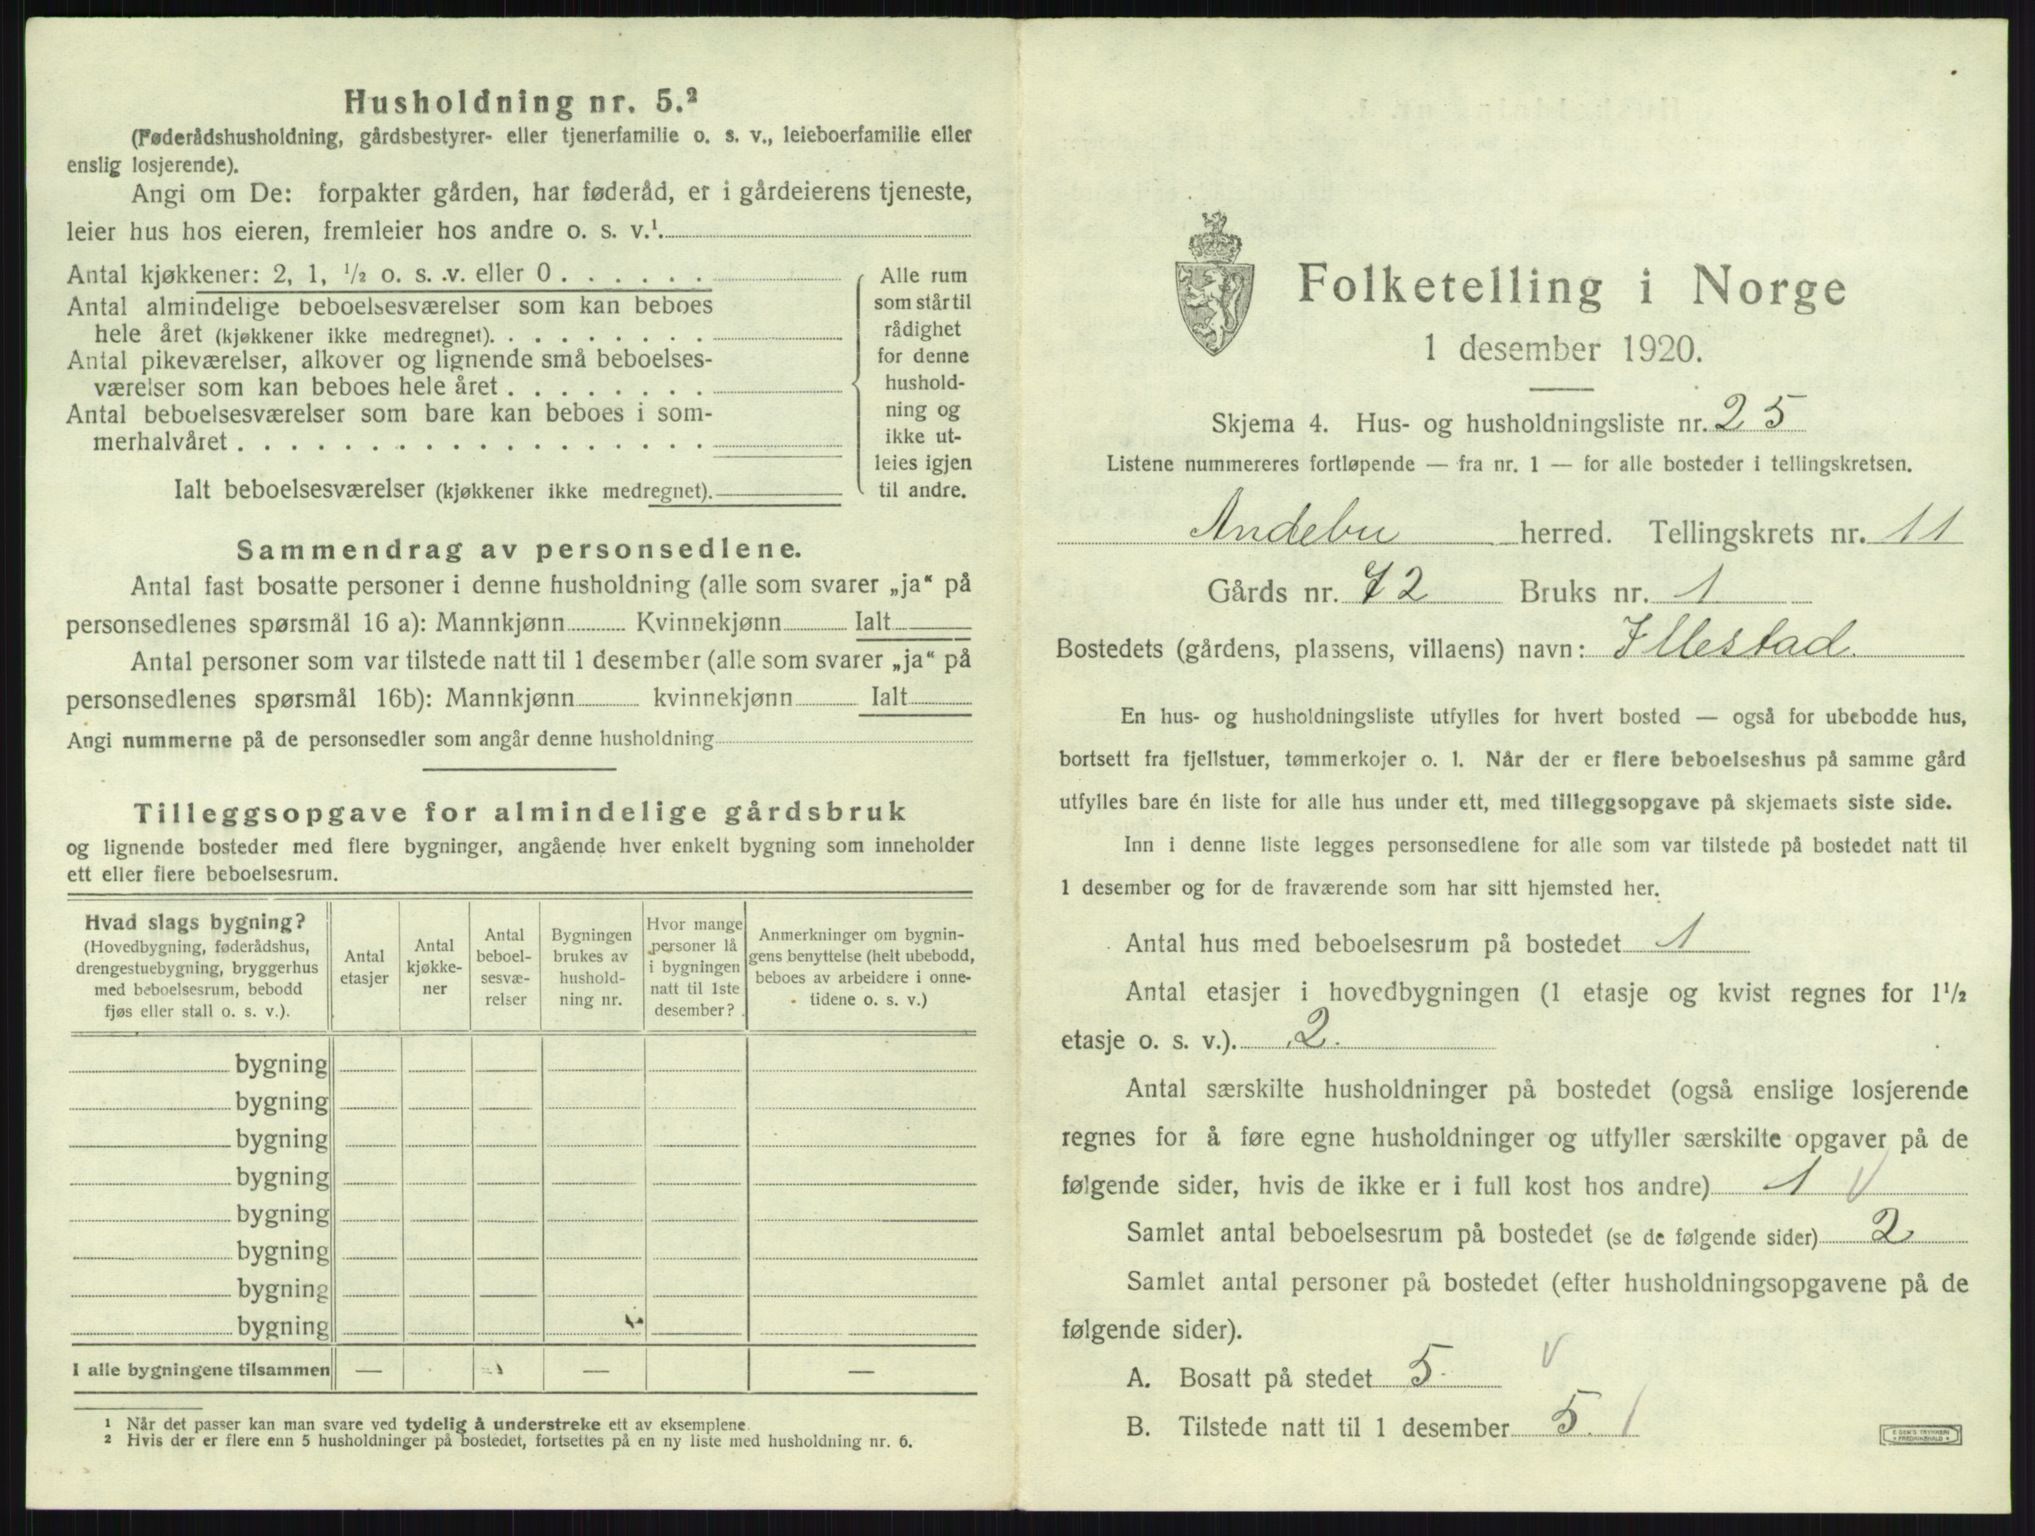 Husholdning nr. 5.²
(Føderådshusholdning, gårdsbestyrer- eller tjenerfamilie o. s. v., leieboerfamilie eller
enslig losjerende).
Angi om De: forpakter gården, har føderåd, er i gårdeierens tjeneste,
leier hus hos eieren, fremleier hos andre o. s. v.¹.
Antal kjøkkener: 2, 1, ½ o. s. v. eller 0 . . . . . .
Antal almindelige beboelsesværelser som kan beboes
hele året (kjøkkener ikke medregnet). . . . . . . . .
Antal pikeværelser, alkover og lignende små beboelses-
værelser som kan beboes hele året . . . . . . . .
Antal beboelsesværelser som bare kan beboes i som-
merhalvåret . . . . . . . . . . . . . . . . . .
Ialt beboelsesværelser (kjøkkener ikke medregnet).
Alle rum
som står til
rådighet
for denne
hushold-
ning og
ikke ut-
leies igjen
til andre.
Sammendrag av personsedlene.
Antal fast bosatte personer i denne husholdning (alle som svarer „ja“ på
personsedlenes spørsmål 16 a): Mannkjønn Kvinnekjønn Ialt
Antal personer som var tilstede natt til 1 desember (alle som svarer „ja“ på
personsedlenes spørsmål 16b): Mannkjønn kvinnekjønn Ialt
Angi nummerne på de personsedler som angår denne husholdning
Tilleggsopgave for almindelige gårdsbruk
og lignende bosteder med flere bygninger, angående hver enkelt bygning som inneholder
ett eller flere beboelsesrum.
Hvad slags bygning?
(Hovedbygning, føderådshus,
drengestuebygning, bryggerhus
med beboelsesrum, bebodd
fjøs eller stall o. s. v.).
Antal
etasjer
Antal
kjøkke-
ner
Antal
beboel-
sesvæ-
relser
Bygningen
brukes av
hushold-
ning nr.
Hvor mange
personer lå
i bygningen
natt til 1ste
desember?
Anmerkninger om bygnin-
gens benyttelse (helt ubebodd,
beboes av arbeidere i onne-
tidene o. s. v.)
bygning
bygning
bygning
bygning
bygning
bygning
bygning
bygning
I alle bygningene tilsammen — — —
¹ Når det passer kan man svare ved tydelig å understreke ett av eksemplene.
² Hvis der er flere enn 5 husholdninger på bostedet, fortsettes på en ny liste med husholdning nr. 6.
Folketelling i Norge
1 desember 1920.
Skjema 4. Hus- og husholdningsliste nr. 25
Listene nummereres fortløpende — fra nr. 1 — for alle bosteder i tellingskretsen.
Andebu herred. Tellingskrets nr. 11
Gårds nr. 72 Bruks nr. 1
Bostedets (gårdens, plassens, villaens) navn: Illestad.
En hus- og husholdningsliste utfylles for hvert bosted — også for ubebodde hus,
bortsett fra fjellstuer, tømmerkojer o. l. Når der er flere beboelseshus på samme gård
utfylles bare én liste for alle hus under ett, med tilleggsopgave på skjemaets siste side.
Inn i denne liste legges personsedlene for alle som var tilstede på bostedet natt til
1 desember og for de fraværende som har sitt hjemsted her.
Antal hus med beboelsesrum på bostedet 1
Antal etasjer i hovedbygningen (1 etasje og kvist regnes for 1½
etasje o. s. v.). 2.
Antal særskilte husholdninger på bostedet (også enslige losjerende
regnes for å føre egne husholdninger og utfyller særskilte opgaver på de
følgende sider, hvis de ikke er i full kost hos andre) 1 v
Samlet antal beboelsesrum på bostedet (se de følgende sider) 2
Samlet antal personer på bostedet (efter husholdningsopgavene på de
følgende sider).
A. Bosatt på stedet 5 v
B. Tilstede natt til 1 desember 5